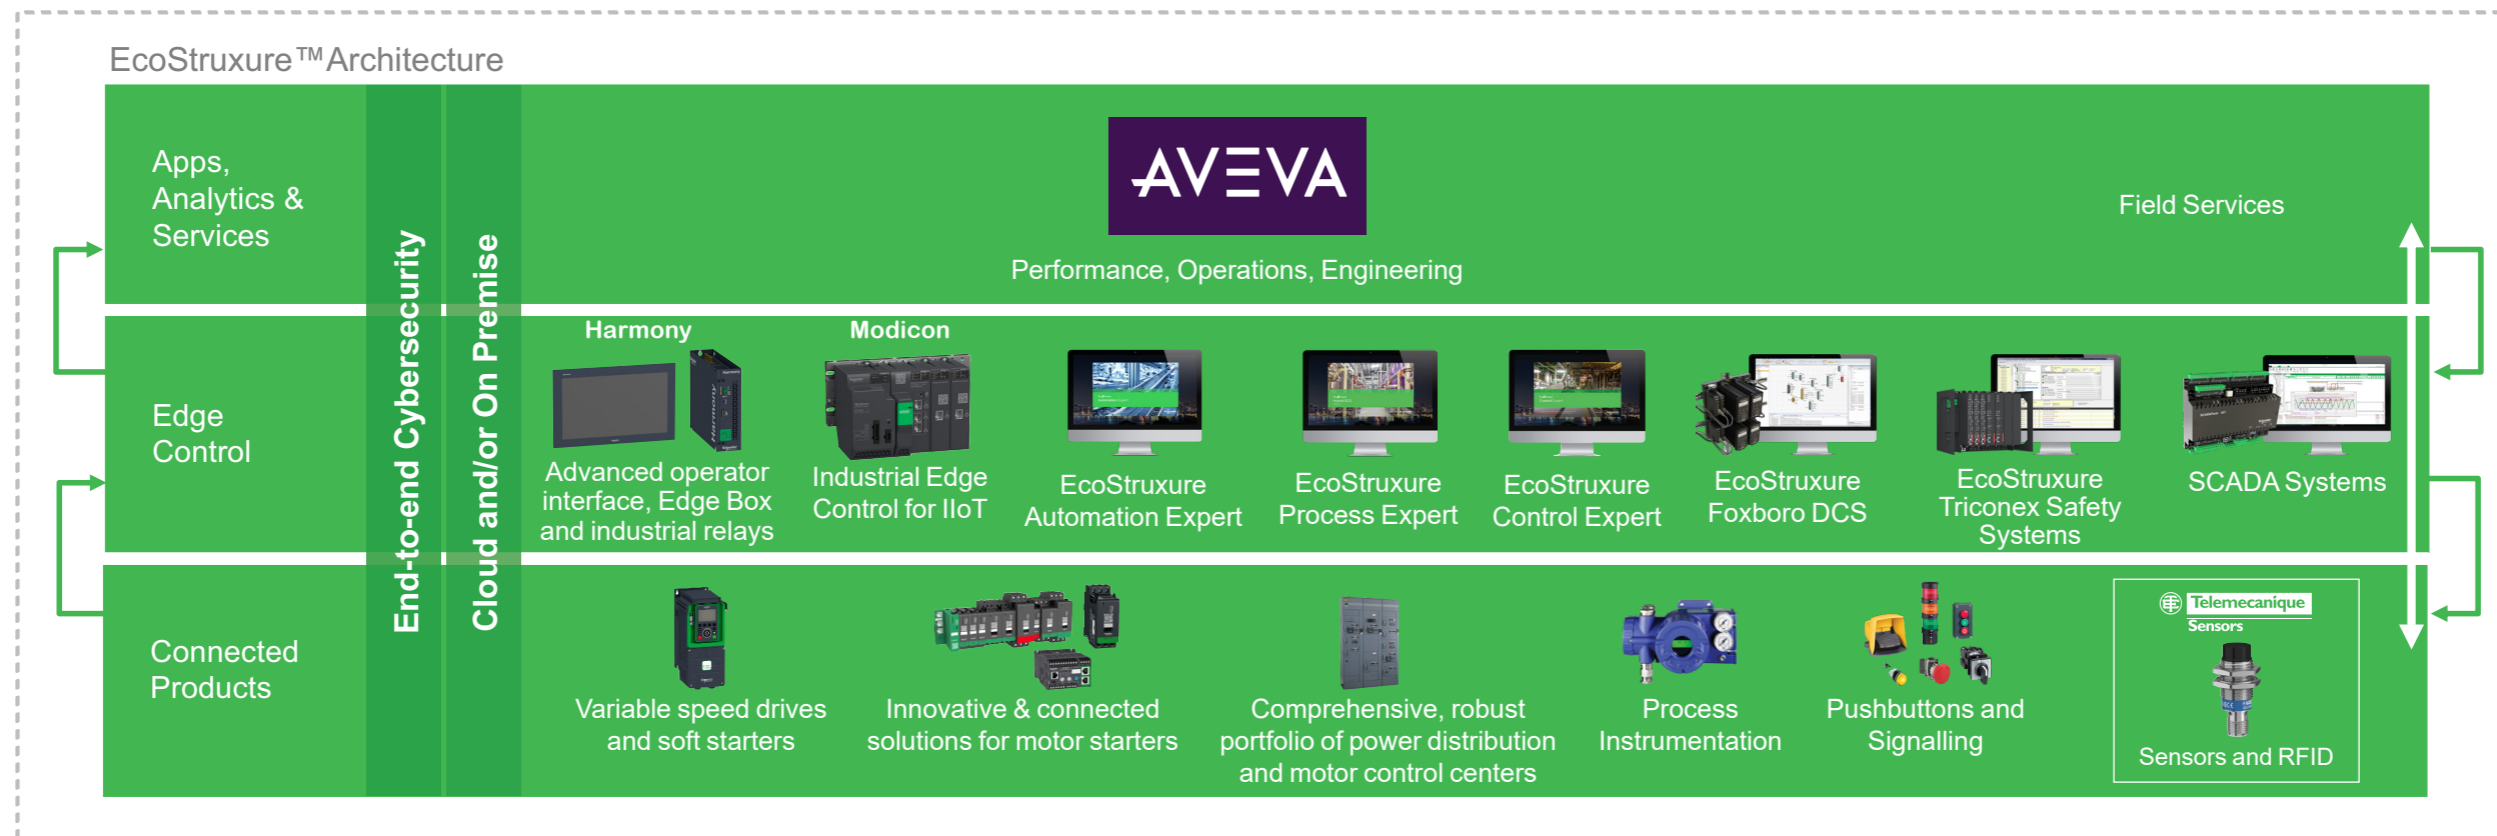 EcoStruxure™Architecture
Apps,
Analytics &
Services
AVEVA
Performance, Operations, Engineering
Field Services
End-to-end Cybersecurity
Cloud and/or On Premise
Edge
Control
Harmony
Harmony
Advanced operator
interface, Edge Box
and industrial relays
Modicon
Industrial Edge
Control for IIoT
EcoStruxure
Automation Expert
EcoStruxure
Process Expert
EcoStruxure
Control Expert
EcoStruxure
Foxboro DCS
EcoStruxure
Triconex Safety
Systems
SCADA Systems
Connected
Products
Variable speed drives
and soft starters
Innovative & connected
solutions for motor starters
Comprehensive, robust
portfolio of power distribution
and motor control centers
Process
Instrumentation
Pushbuttons and
Signalling
Telemecanique
Sensors
Sensors and RFID